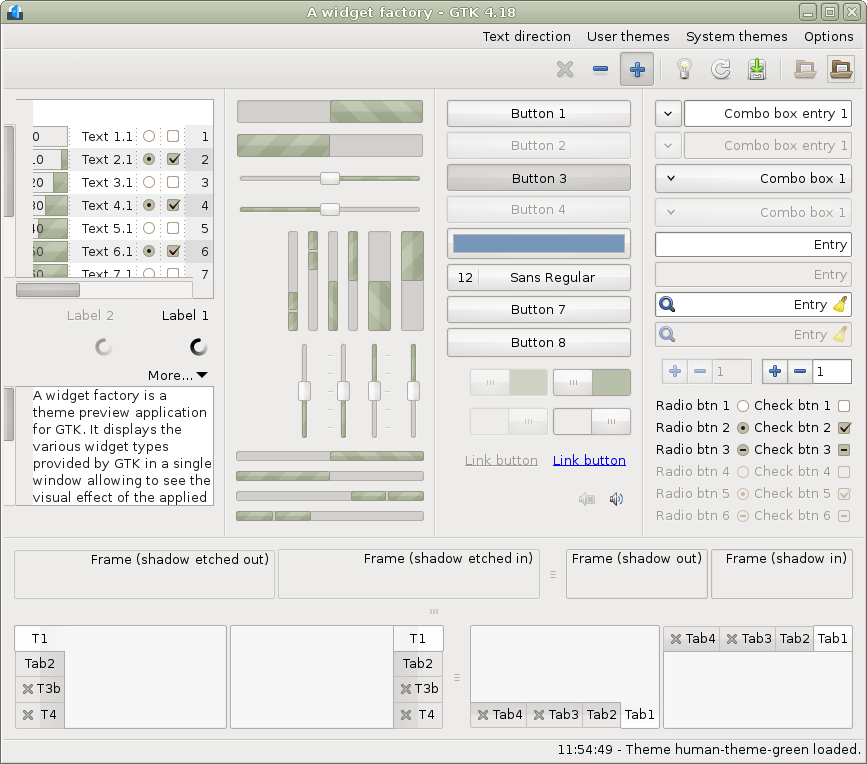 A widget factory - GTK 4.18
Text direction User themes System themes Options
0 Text 1.1 1
10 Text 2.1 2
20 Text 3.1 3
30 Text 4.1 4
40 Text 5.1 5
50 Text 6.1 6
60 Text 7.1 7
Label 2 Label 1
More...
A widget factory is a
theme preview application
for GTK. It displays the
various widget types
provided by GTK in a single
window allowing to see the
visual effect of the applied
Button 1
Button 2
Button 3
Button 4
12 Sans Regular
Button 7
Button 8
Link button Link button
Combo box entry 1
Combo box entry 1
Combo box 1
Combo box 1
Entry
Entry
Entry
Entry
1 1
Radio btn 1 Check btn 1
Radio btn 2 Check btn 2
Radio btn 3 Check btn 3
Radio btn 4 Check btn 4
Radio btn 5 Check btn 5
Radio btn 6 Check btn 6
Frame (shadow etched out) Frame (shadow etched in) Frame (shadow out) Frame (shadow in)
T1
Tab2
T3b
T4
T1
Tab2
T3b
T4
Tab4 Tab3 Tab2 Tab1
Tab4 Tab3 Tab2 Tab1
11:54:49 - Theme human-theme-green loaded.